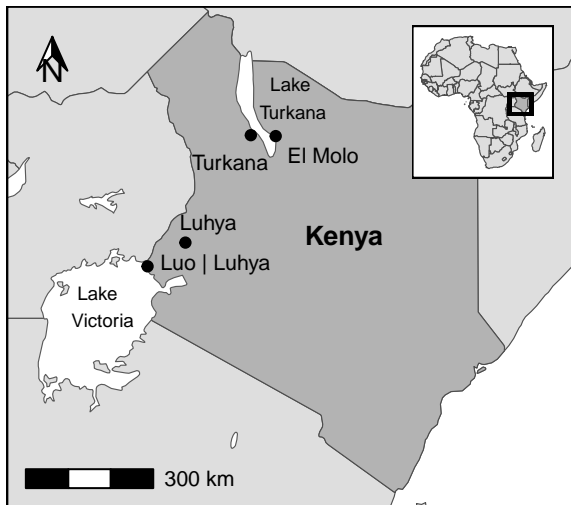 N
Lake
Turkana
Turkana
El Molo
Luhya
Kenya
Luo | Luhya
Lake
Victoria
300 km